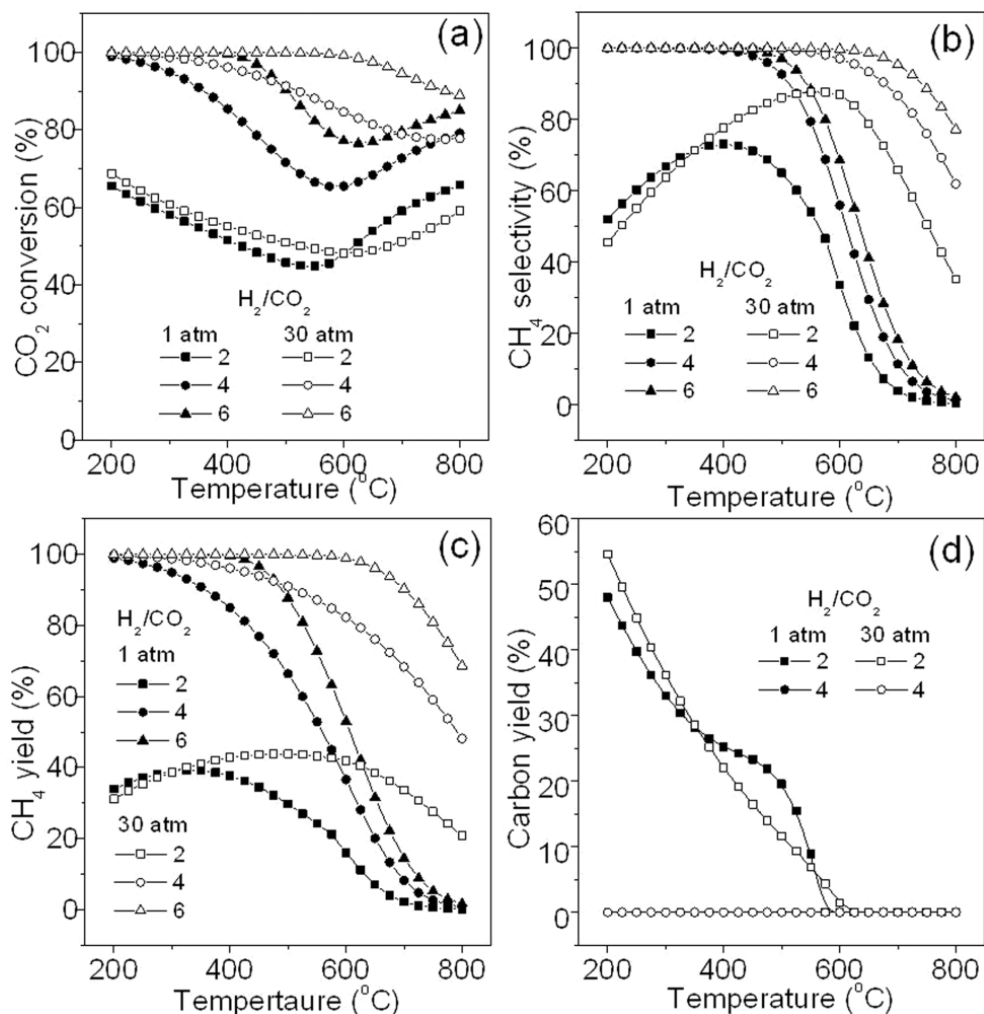 (a)
CO2 conversion (%)
100
80
60
40
20
0
H2/CO2
1 atm 30 atm
2 2
4 4
6 6
200 400 600 800
Temperature (°C)
(b)
CH4 selectivity (%)
100
80
60
40
20
0
H2/CO2
1 atm 30 atm
2 2
4 4
6 6
200 400 600 800
Temperature (°C)
(c)
CH4 yield (%)
100
80
60
40
20
0
H2/CO2
1 atm
2
4
6
30 atm
2
4
6
200 400 600 800
Tempertaure (°C)
(d)
Carbon yield (%)
60
50
40
30
20
10
0
H2/CO2
1 atm 30 atm
2 2
4 4
200 400 600 800
Temperature (°C)